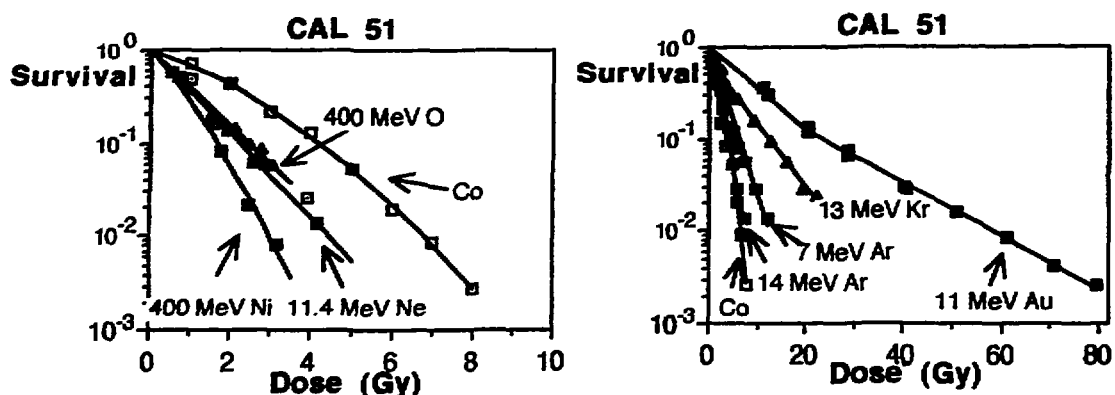 CAL 51
10^0
Survival
10^-1
10^-2
10^-3
400 MeV O
Co
400 MeV Ni
11.4 MeV Ne
0 2 4 6 8 10
Dose (Gy)
CAL 51
10^0
Survival
10^-1
10^-2
10^-3
13 MeV Kr
7 MeV Ar
14 MeV Ar
Co
11 MeV Au
0 20 40 60 80
Dose (Gy)